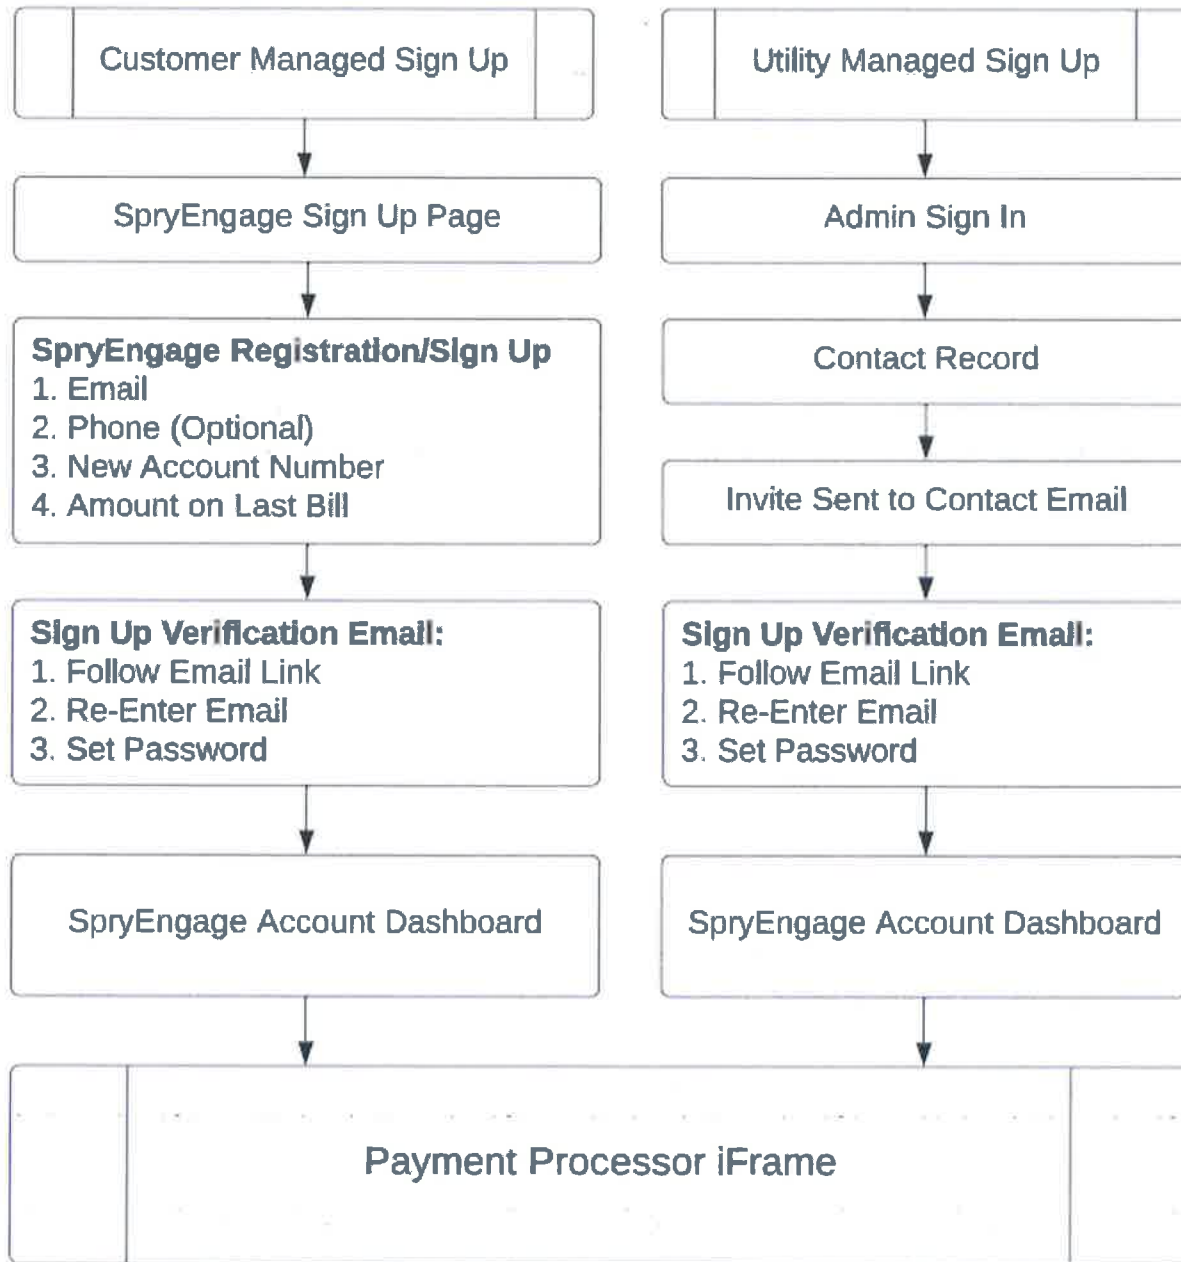 Customer Managed Sign Up
SpryEngage Sign Up Page
SpryEngage Registration/Sign Up
1. Email
2. Phone (Optional)
3. New Account Number
4. Amount on Last Bill
Sign Up Verification Email:
1. Follow Email Link
2. Re-Enter Email
3. Set Password
SpryEngage Account Dashboard
Utility Managed Sign Up
Admin Sign In
Contact Record
Invite Sent to Contact Email
Sign Up Verification Email:
1. Follow Email Link
2. Re-Enter Email
3. Set Password
SpryEngage Account Dashboard
Payment Processor iFrame